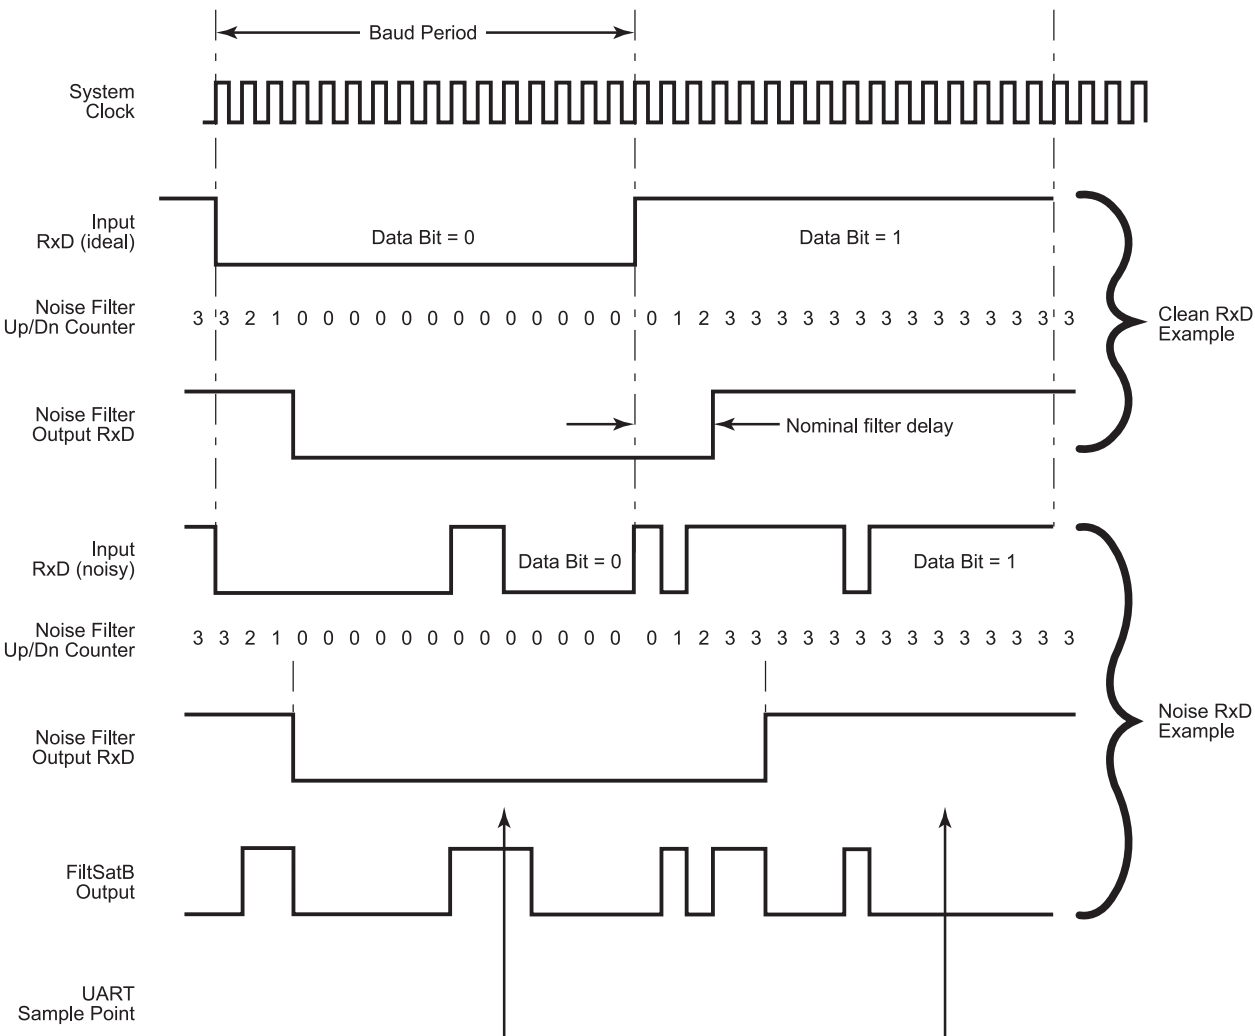 Baud Period
System
Clock
Input
RxD (ideal)
Data Bit = 0
Data Bit = 1
Noise Filter
Up/Dn Counter
3 3 2 1 0 0 0 0 0 0 0 0 0 0 0 0 0 0 1 2 3 3 3 3 3 3 3 3 3 3 3 3 3 3
Clean RxD
Example
Noise Filter
Output RxD
Nominal filter delay
Input
RxD (noisy)
Data Bit = 0
Data Bit = 1
Noise Filter
Up/Dn Counter
3 3 2 1 0 0 0 0 0 0 0 0 0 0 0 0 0 0 1 2 3 3 3 3 3 3 3 3 3 3 3 3 3 3
Noise Filter
Output RxD
Noise RxD
Example
FiltSatB
Output
UART
Sample Point